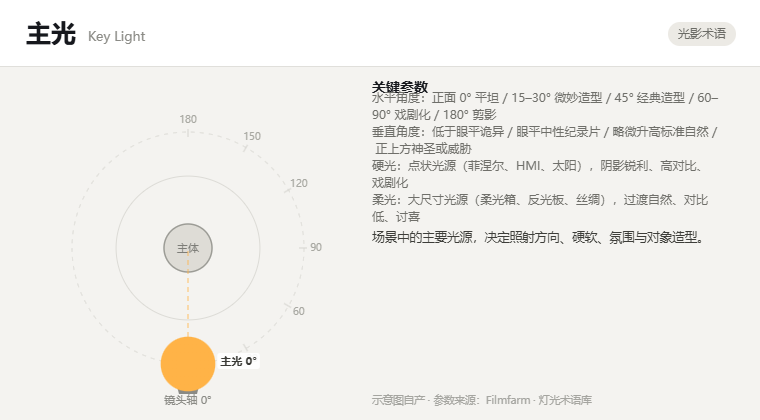 主光 Key Light
光影术语
关键参数
水平角度：正面 0° 平坦 / 15–30° 微妙造型 / 45° 经典造型 / 60–
90° 戏剧化 / 180° 剪影
垂直角度：低于眼平诡异 / 眼平中性纪录片 / 略微升高标准自然 /
正上方神圣或威胁
硬光：点状光源（菲涅尔、HMI、太阳），阴影锐利、高对比、
戏剧化
柔光：大尺寸光源（柔光箱、反光板、丝绸），过渡自然、对比
低、讨喜
场景中的主要光源，决定照射方向、硬软、氛围与对象造型。
180
150
120
90
60
主体
主光 0°
镜头轴 0°
示意图自产 · 参数来源：Filmfarm · 灯光术语库